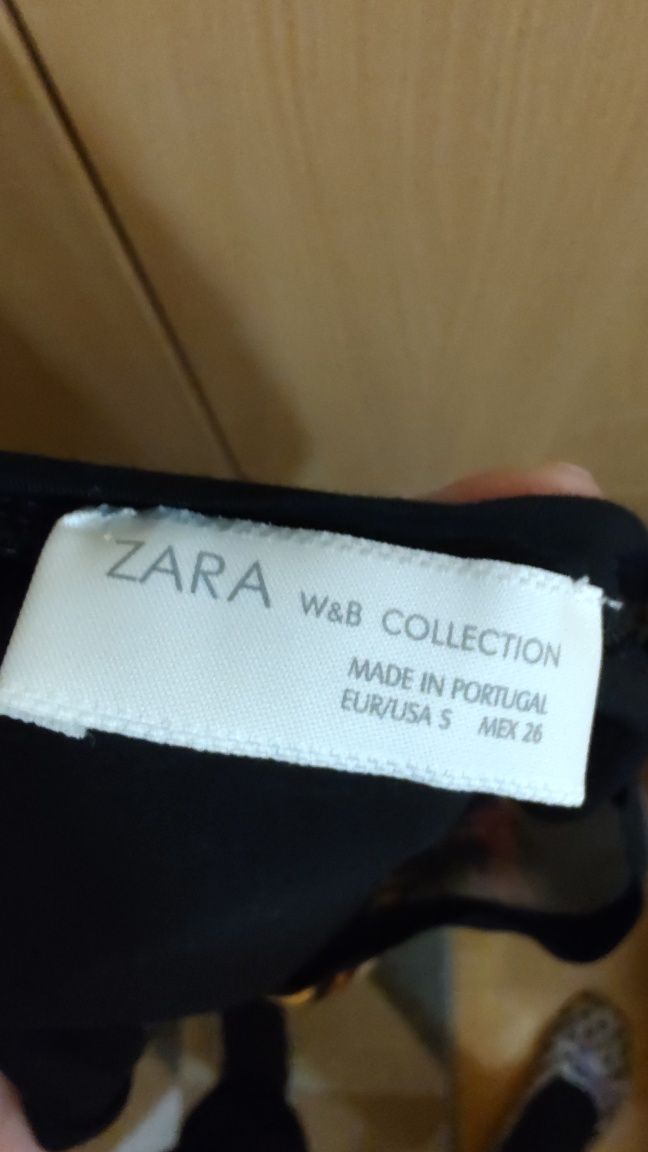 ZARA W&B COLLECTION
MADE IN PORTUGAL
EUR/USA S MEX 26